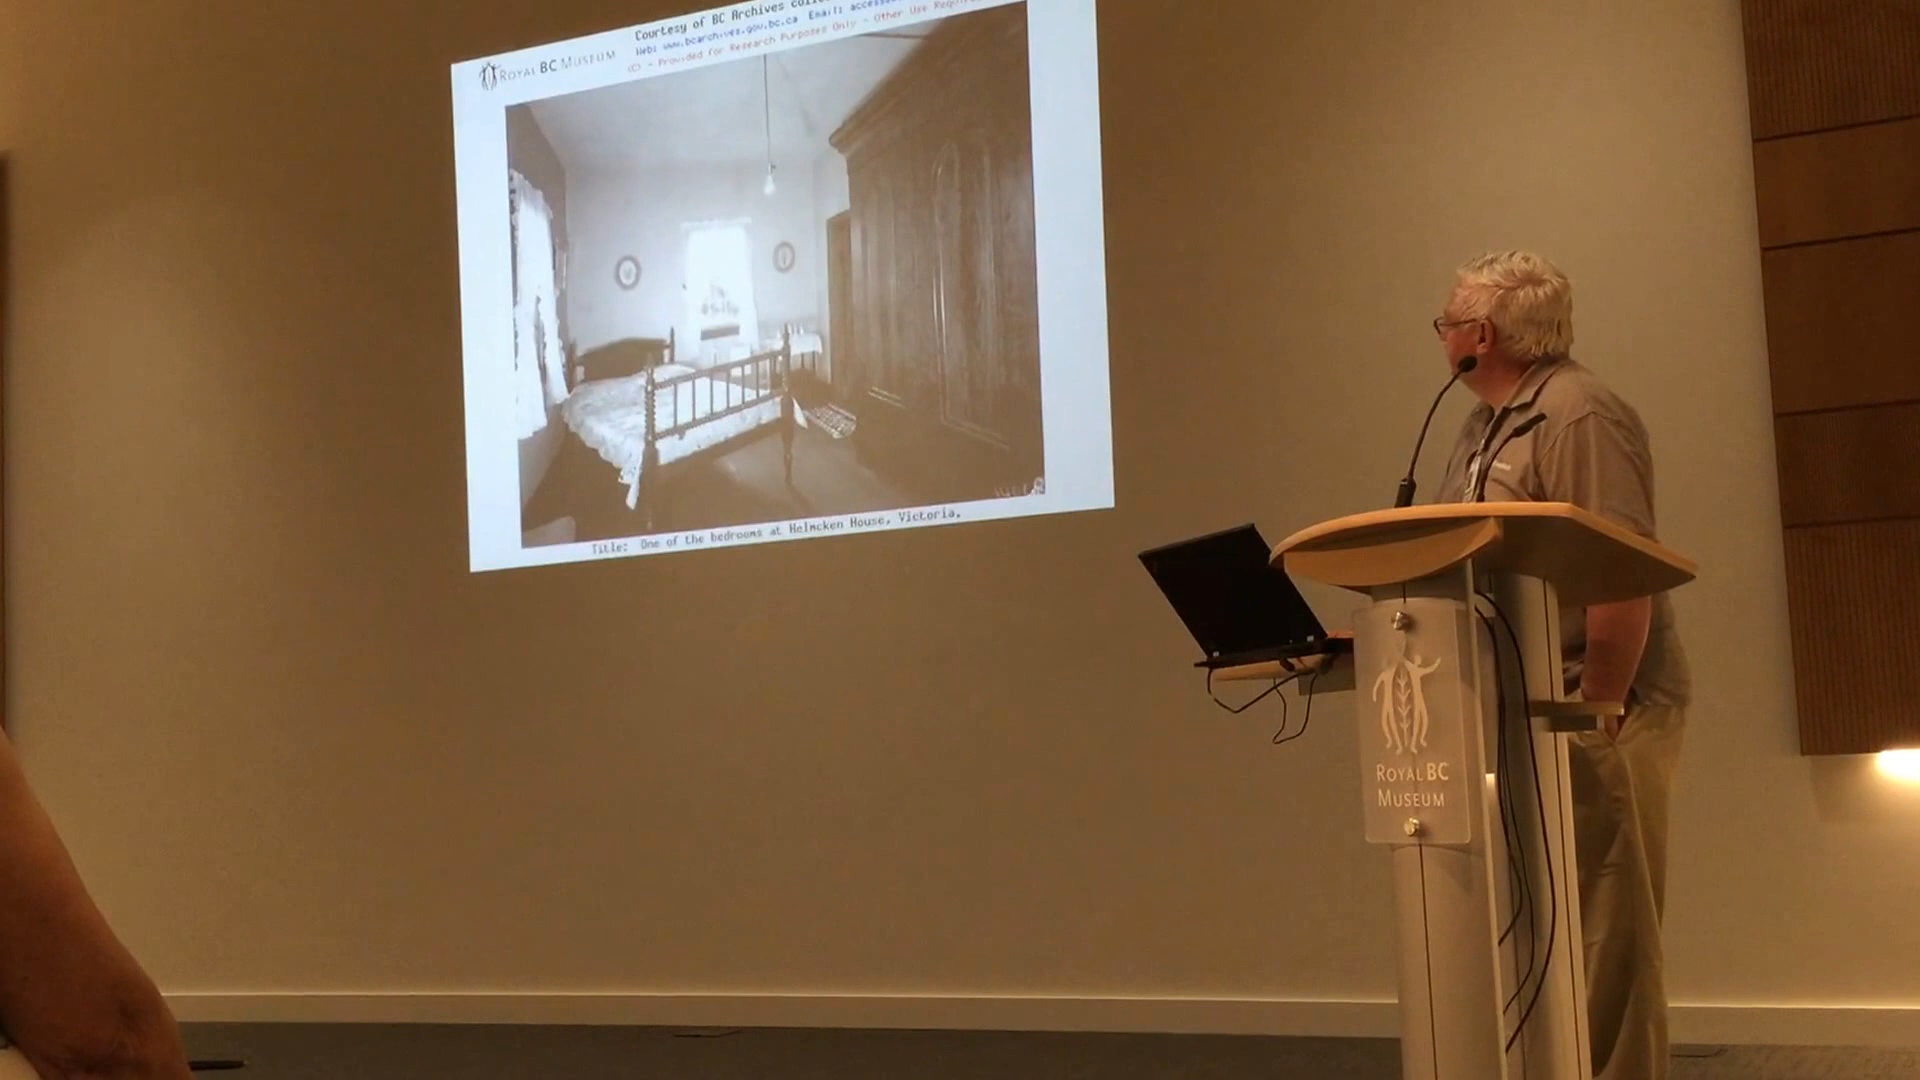 Courtesy of BC Archives
ROYAL BC MUSEUM
Web: www.bcarchives.gov.bc.ca Email:
(C) - Provided for Research Purposes Only - Other Use
Title: One of the bedrooms at Helmcken House, Victoria.
ROYAL BC
MUSEUM